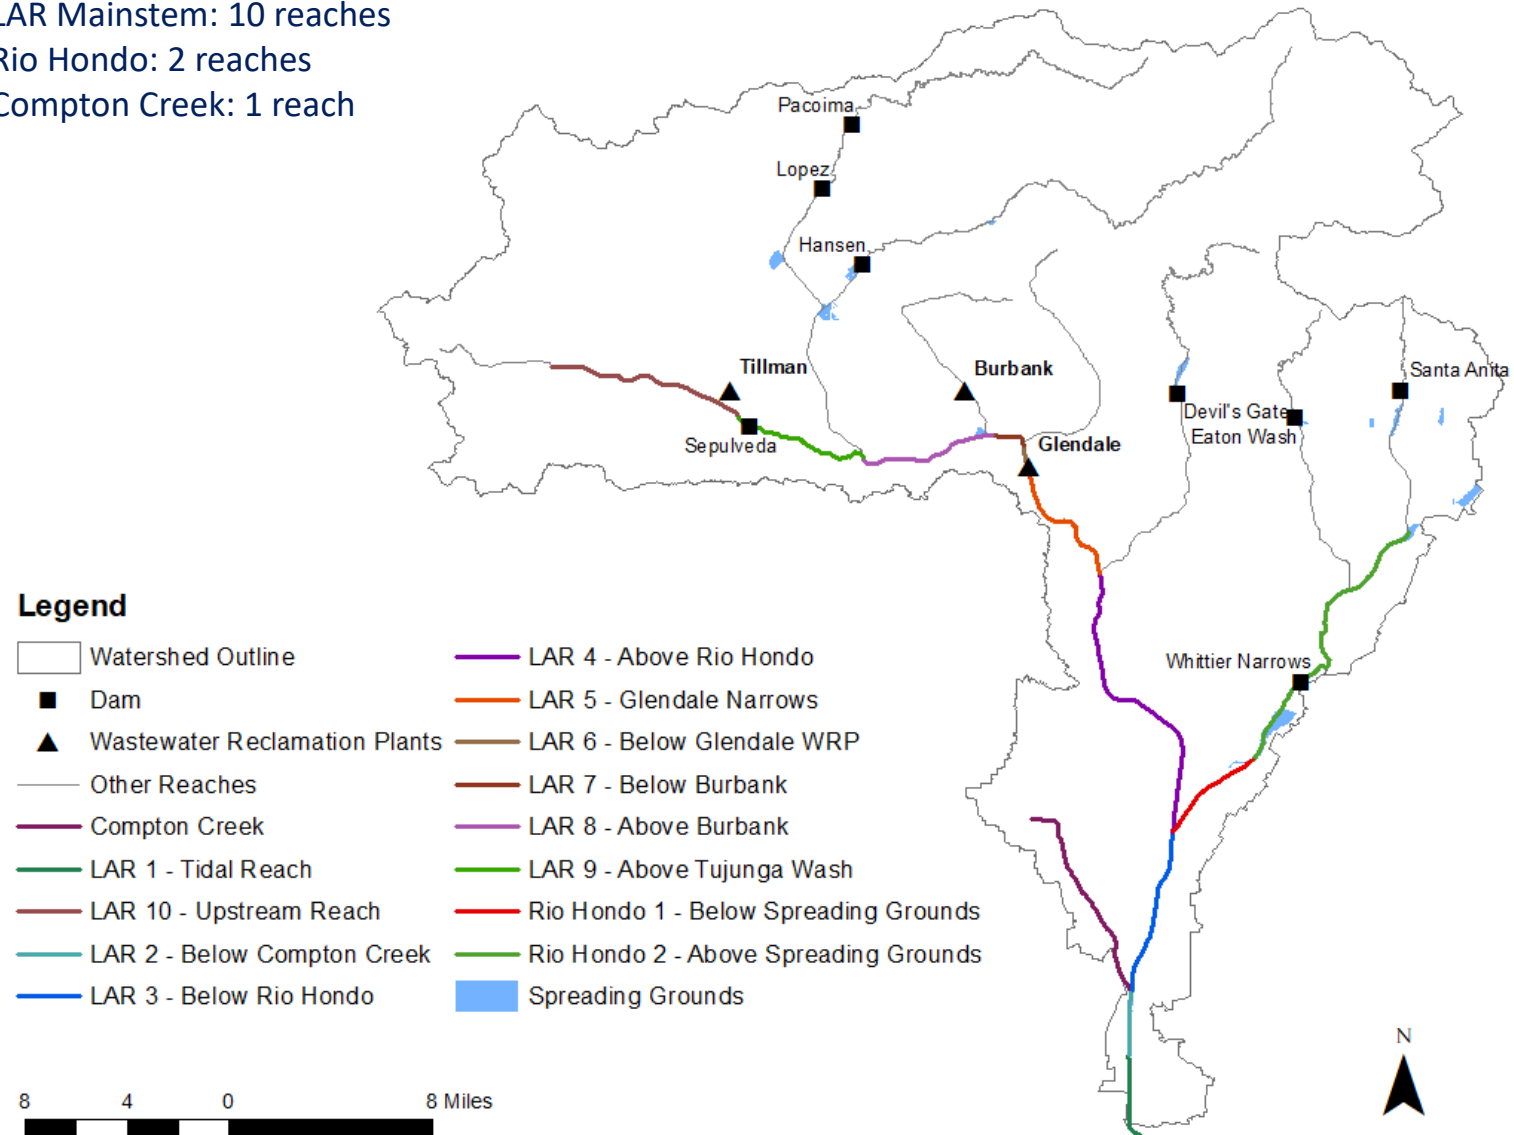 LAR Mainstem: 10 reaches
Rio Hondo: 2 reaches
Compton Creek: 1 reach
Pacoima
Lopez
Hansen
Tillman
Burbank
Santa Anita
Devil's Gate
Eaton Wash
Sepulveda
Glendale
Whittier Narrows
Legend
Watershed Outline
Dam
Wastewater Reclamation Plants
Other Reaches
Compton Creek
LAR 1 - Tidal Reach
LAR 10 - Upstream Reach
LAR 2 - Below Compton Creek
LAR 3 - Below Rio Hondo
LAR 4 - Above Rio Hondo
LAR 5 - Glendale Narrows
LAR 6 - Below Glendale WRP
LAR 7 - Below Burbank
LAR 8 - Above Burbank
LAR 9 - Above Tujunga Wash
Rio Hondo 1 - Below Spreading Grounds
Rio Hondo 2 - Above Spreading Grounds
Spreading Grounds
N
8 4 0 8 Miles